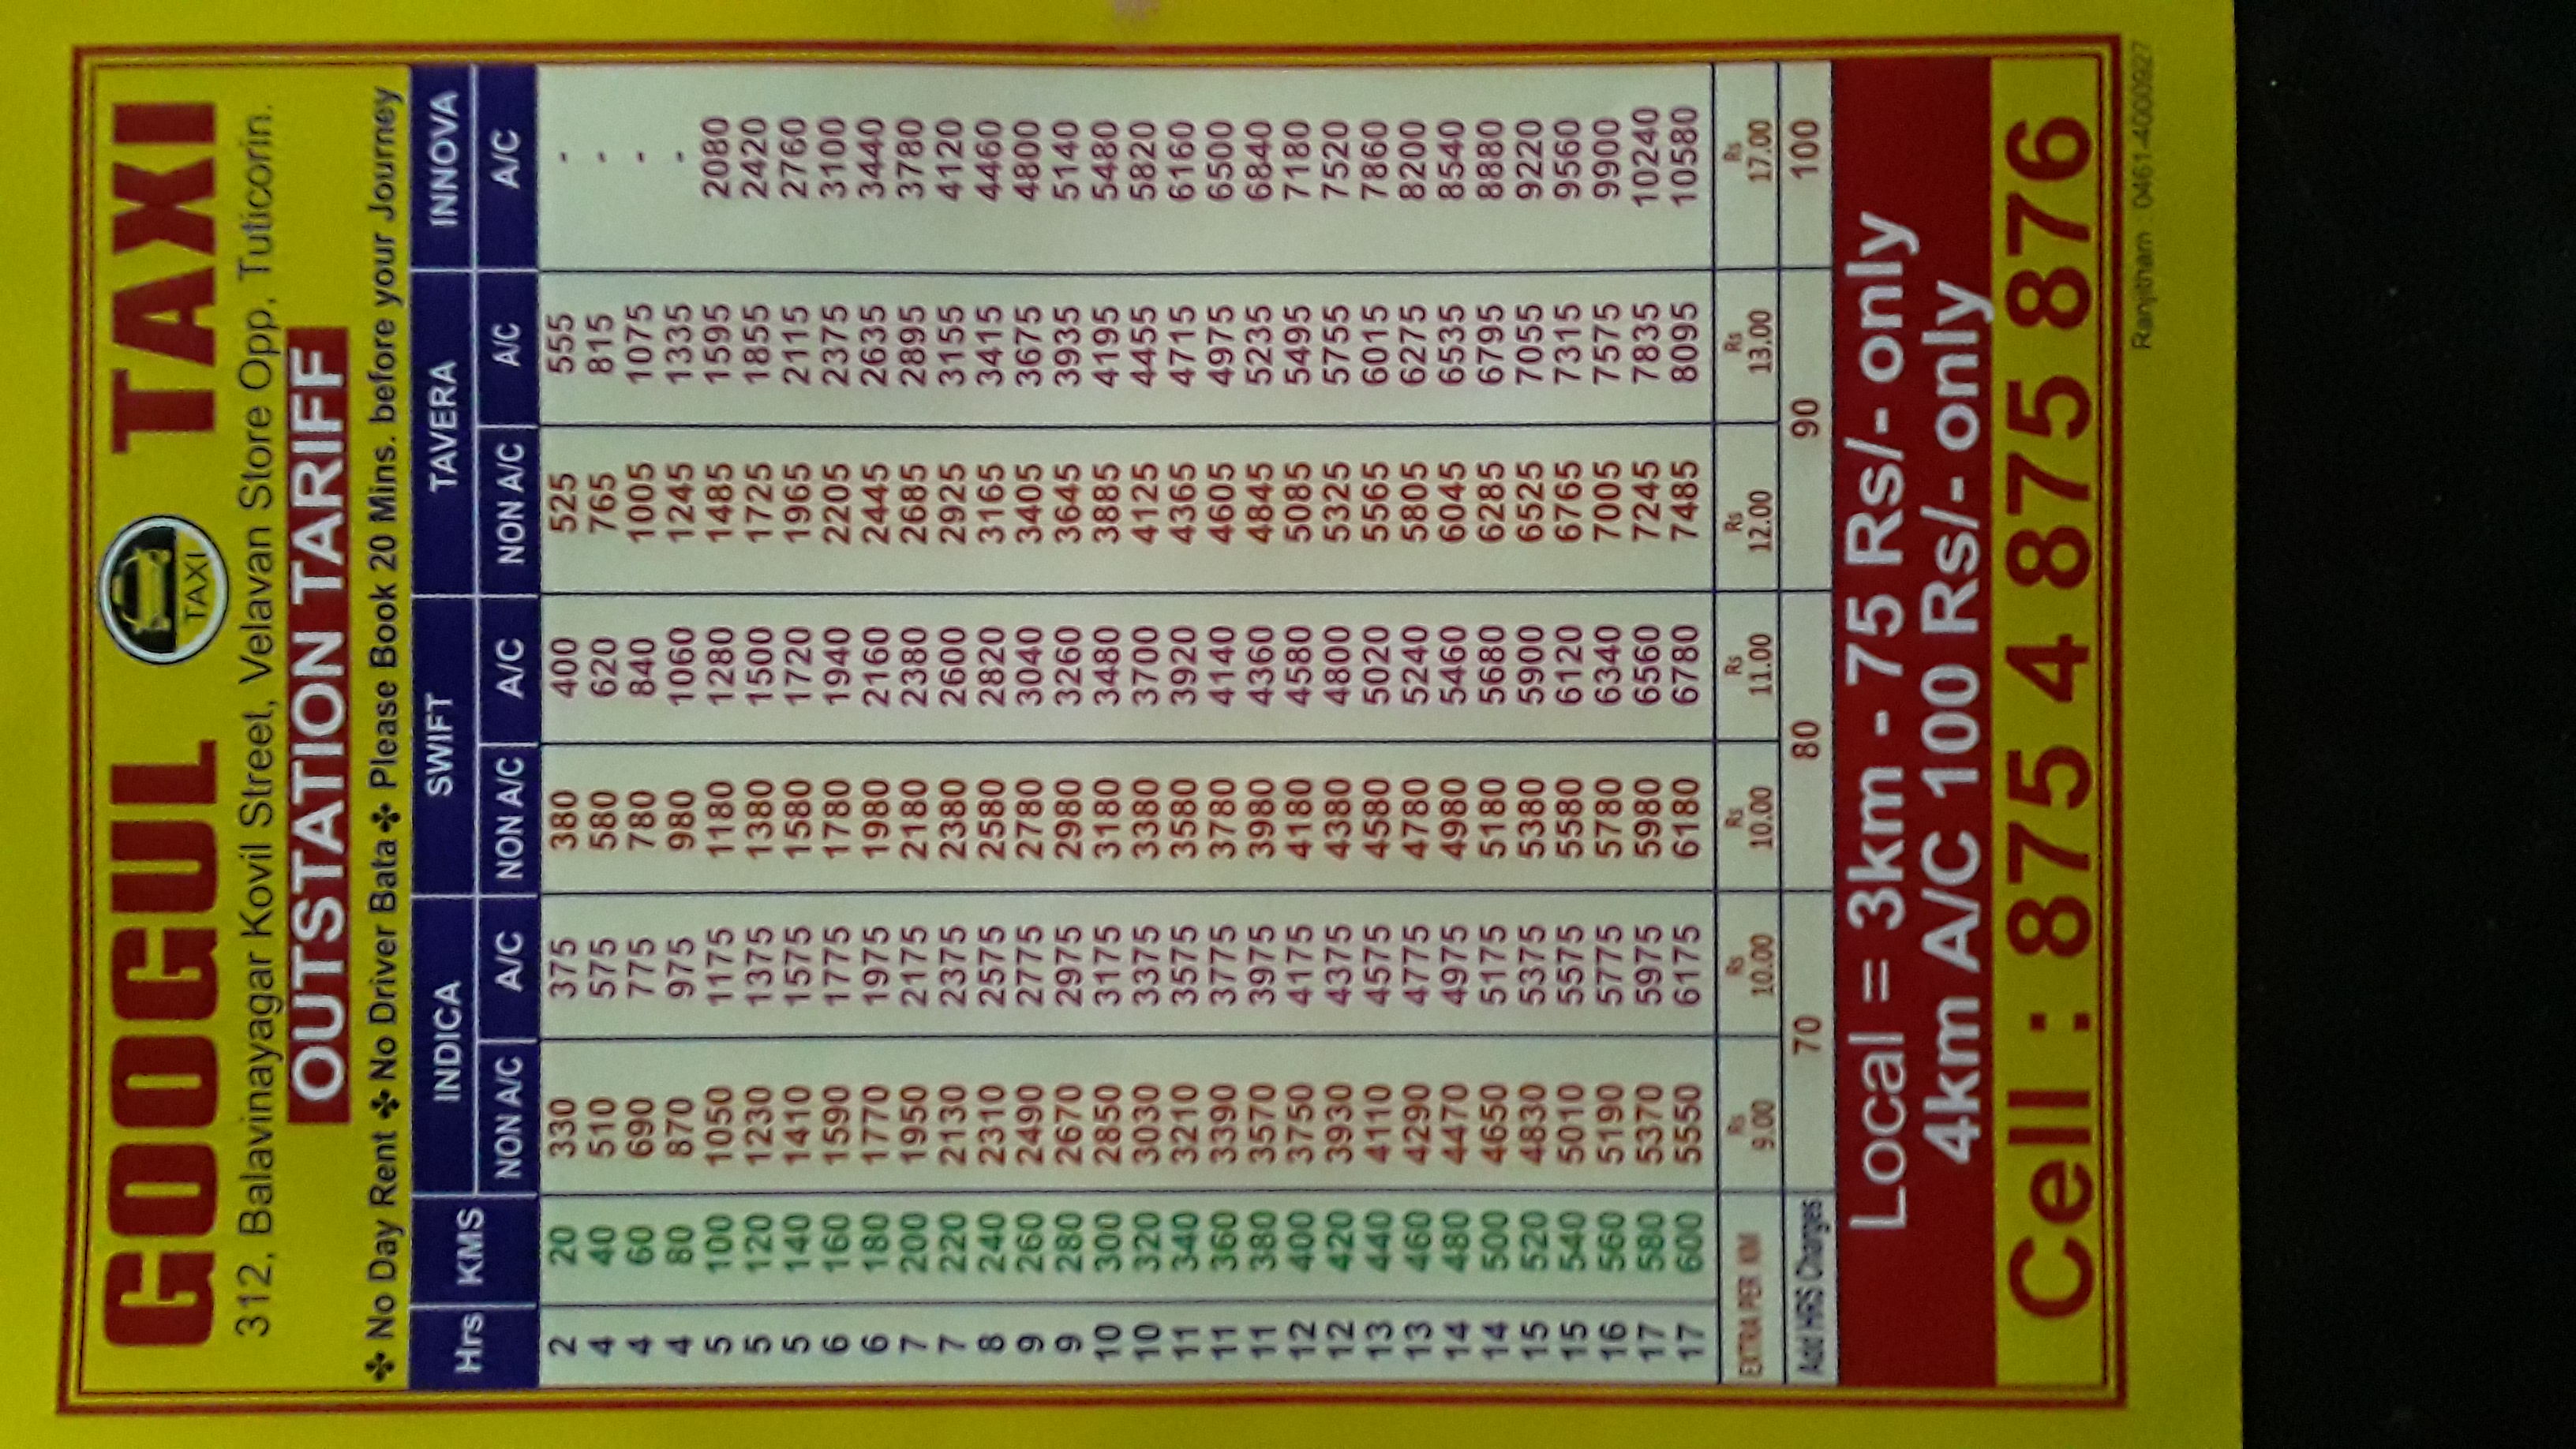 GOOGUL TAXI TAXI
312, Balavinayagar Kovil Street, Velavan Store Opp, Tuticorin.
OUTSTATION TARIFF
✤ No Day Rent ✤ No Driver Bata ✤ Please Book 20 Mins. before your Journey
Hrs KMS INDICA SWIFT TAVERA INNOVA
NON A/C A/C NON A/C A/C NON A/C A/C A/C
2 20 330 375 380 400 525 555 -
4 40 510 575 580 620 765 815 -
4 60 690 775 780 840 1005 1075 -
4 80 870 975 980 1060 1245 1335 -
5 100 1050 1175 1180 1280 1485 1595 2080
5 120 1230 1375 1380 1500 1725 1855 2420
5 140 1410 1575 1580 1720 1965 2115 2760
6 160 1590 1775 1780 1940 2205 2375 3100
6 180 1770 1975 1980 2160 2445 2635 3440
7 200 1950 2175 2180 2380 2685 2895 3780
7 220 2130 2375 2380 2600 2925 3155 4120
8 240 2310 2575 2580 2820 3165 3415 4460
9 260 2490 2775 2780 3040 3405 3675 4800
9 280 2670 2975 2980 3260 3645 3935 5140
10 300 2850 3175 3180 3480 3885 4195 5480
10 320 3030 3375 3380 3700 4125 4455 5820
11 340 3210 3575 3580 3920 4365 4715 6160
11 360 3390 3775 3780 4140 4605 4975 6500
11 380 3570 3975 3980 4360 4845 5235 6840
12 400 3750 4175 4180 4580 5085 5495 7180
12 420 3930 4375 4380 4800 5325 5755 7520
13 440 4110 4575 4580 5020 5565 6015 7860
13 460 4290 4775 4780 5240 5805 6275 8200
14 480 4470 4975 4980 5460 6045 6535 8540
14 500 4650 5175 5180 5680 6285 6795 8880
15 520 4830 5375 5380 5900 6525 7055 9220
15 540 5010 5575 5580 6120 6765 7315 9560
16 560 5190 5775 5780 6340 7005 7575 9900
17 580 5370 5975 5980 6560 7245 7835 10240
17 600 5550 6175 6180 6780 7485 8095 10580
EXTRA PER KM Rs 9.00 Rs 10.00 Rs 10.00 Rs 11.00 Rs 12.00 Rs 13.00 Rs 17.00
Add HRS Charges 70 80 90 100
Local = 3km - 75 Rs/- only
4km A/C 100 Rs/- only
Cell : 875 4 875 876
Ranjitham : 0461-4000927